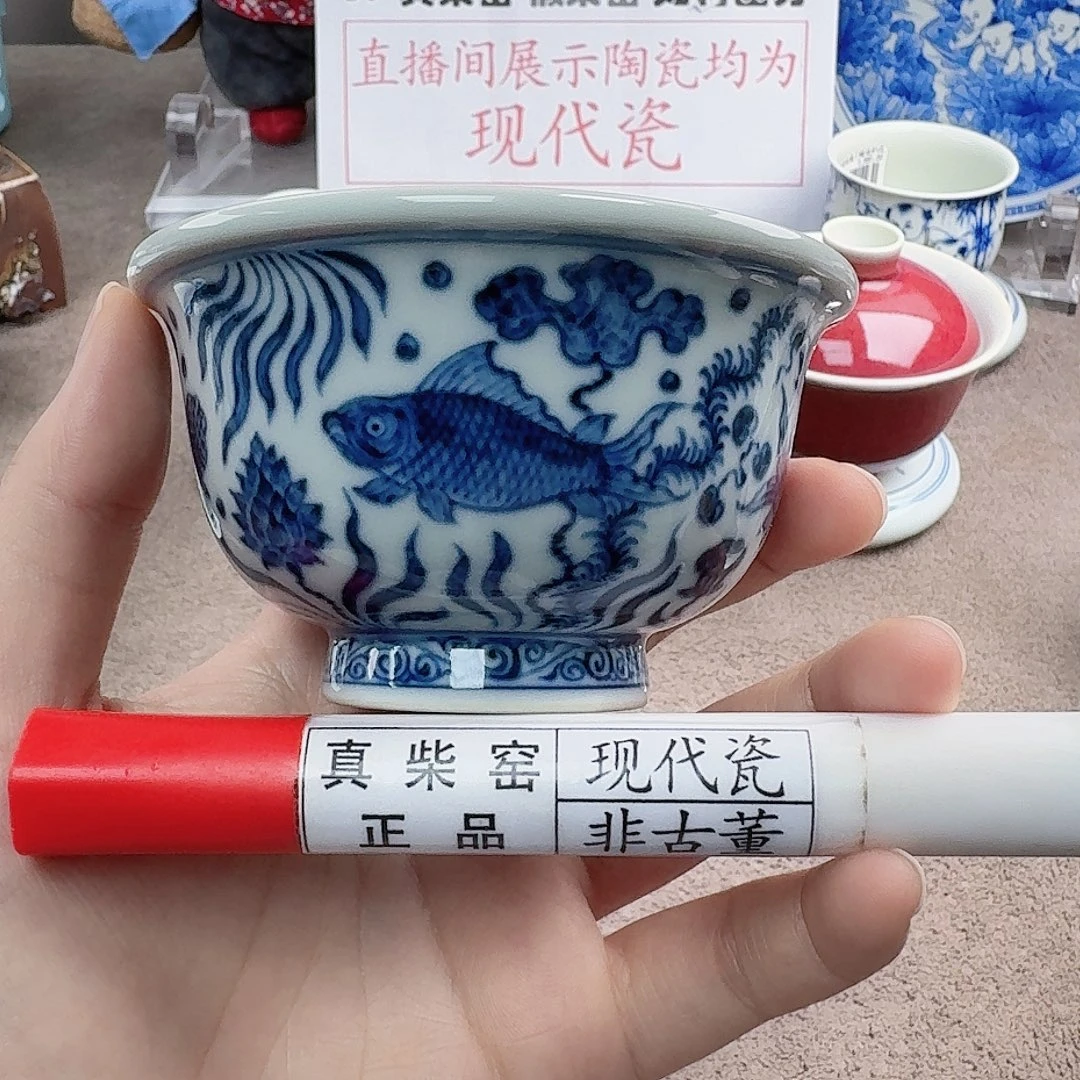 直播间展示陶瓷均为
现代瓷
真柴窑
正品
现代瓷
非古董